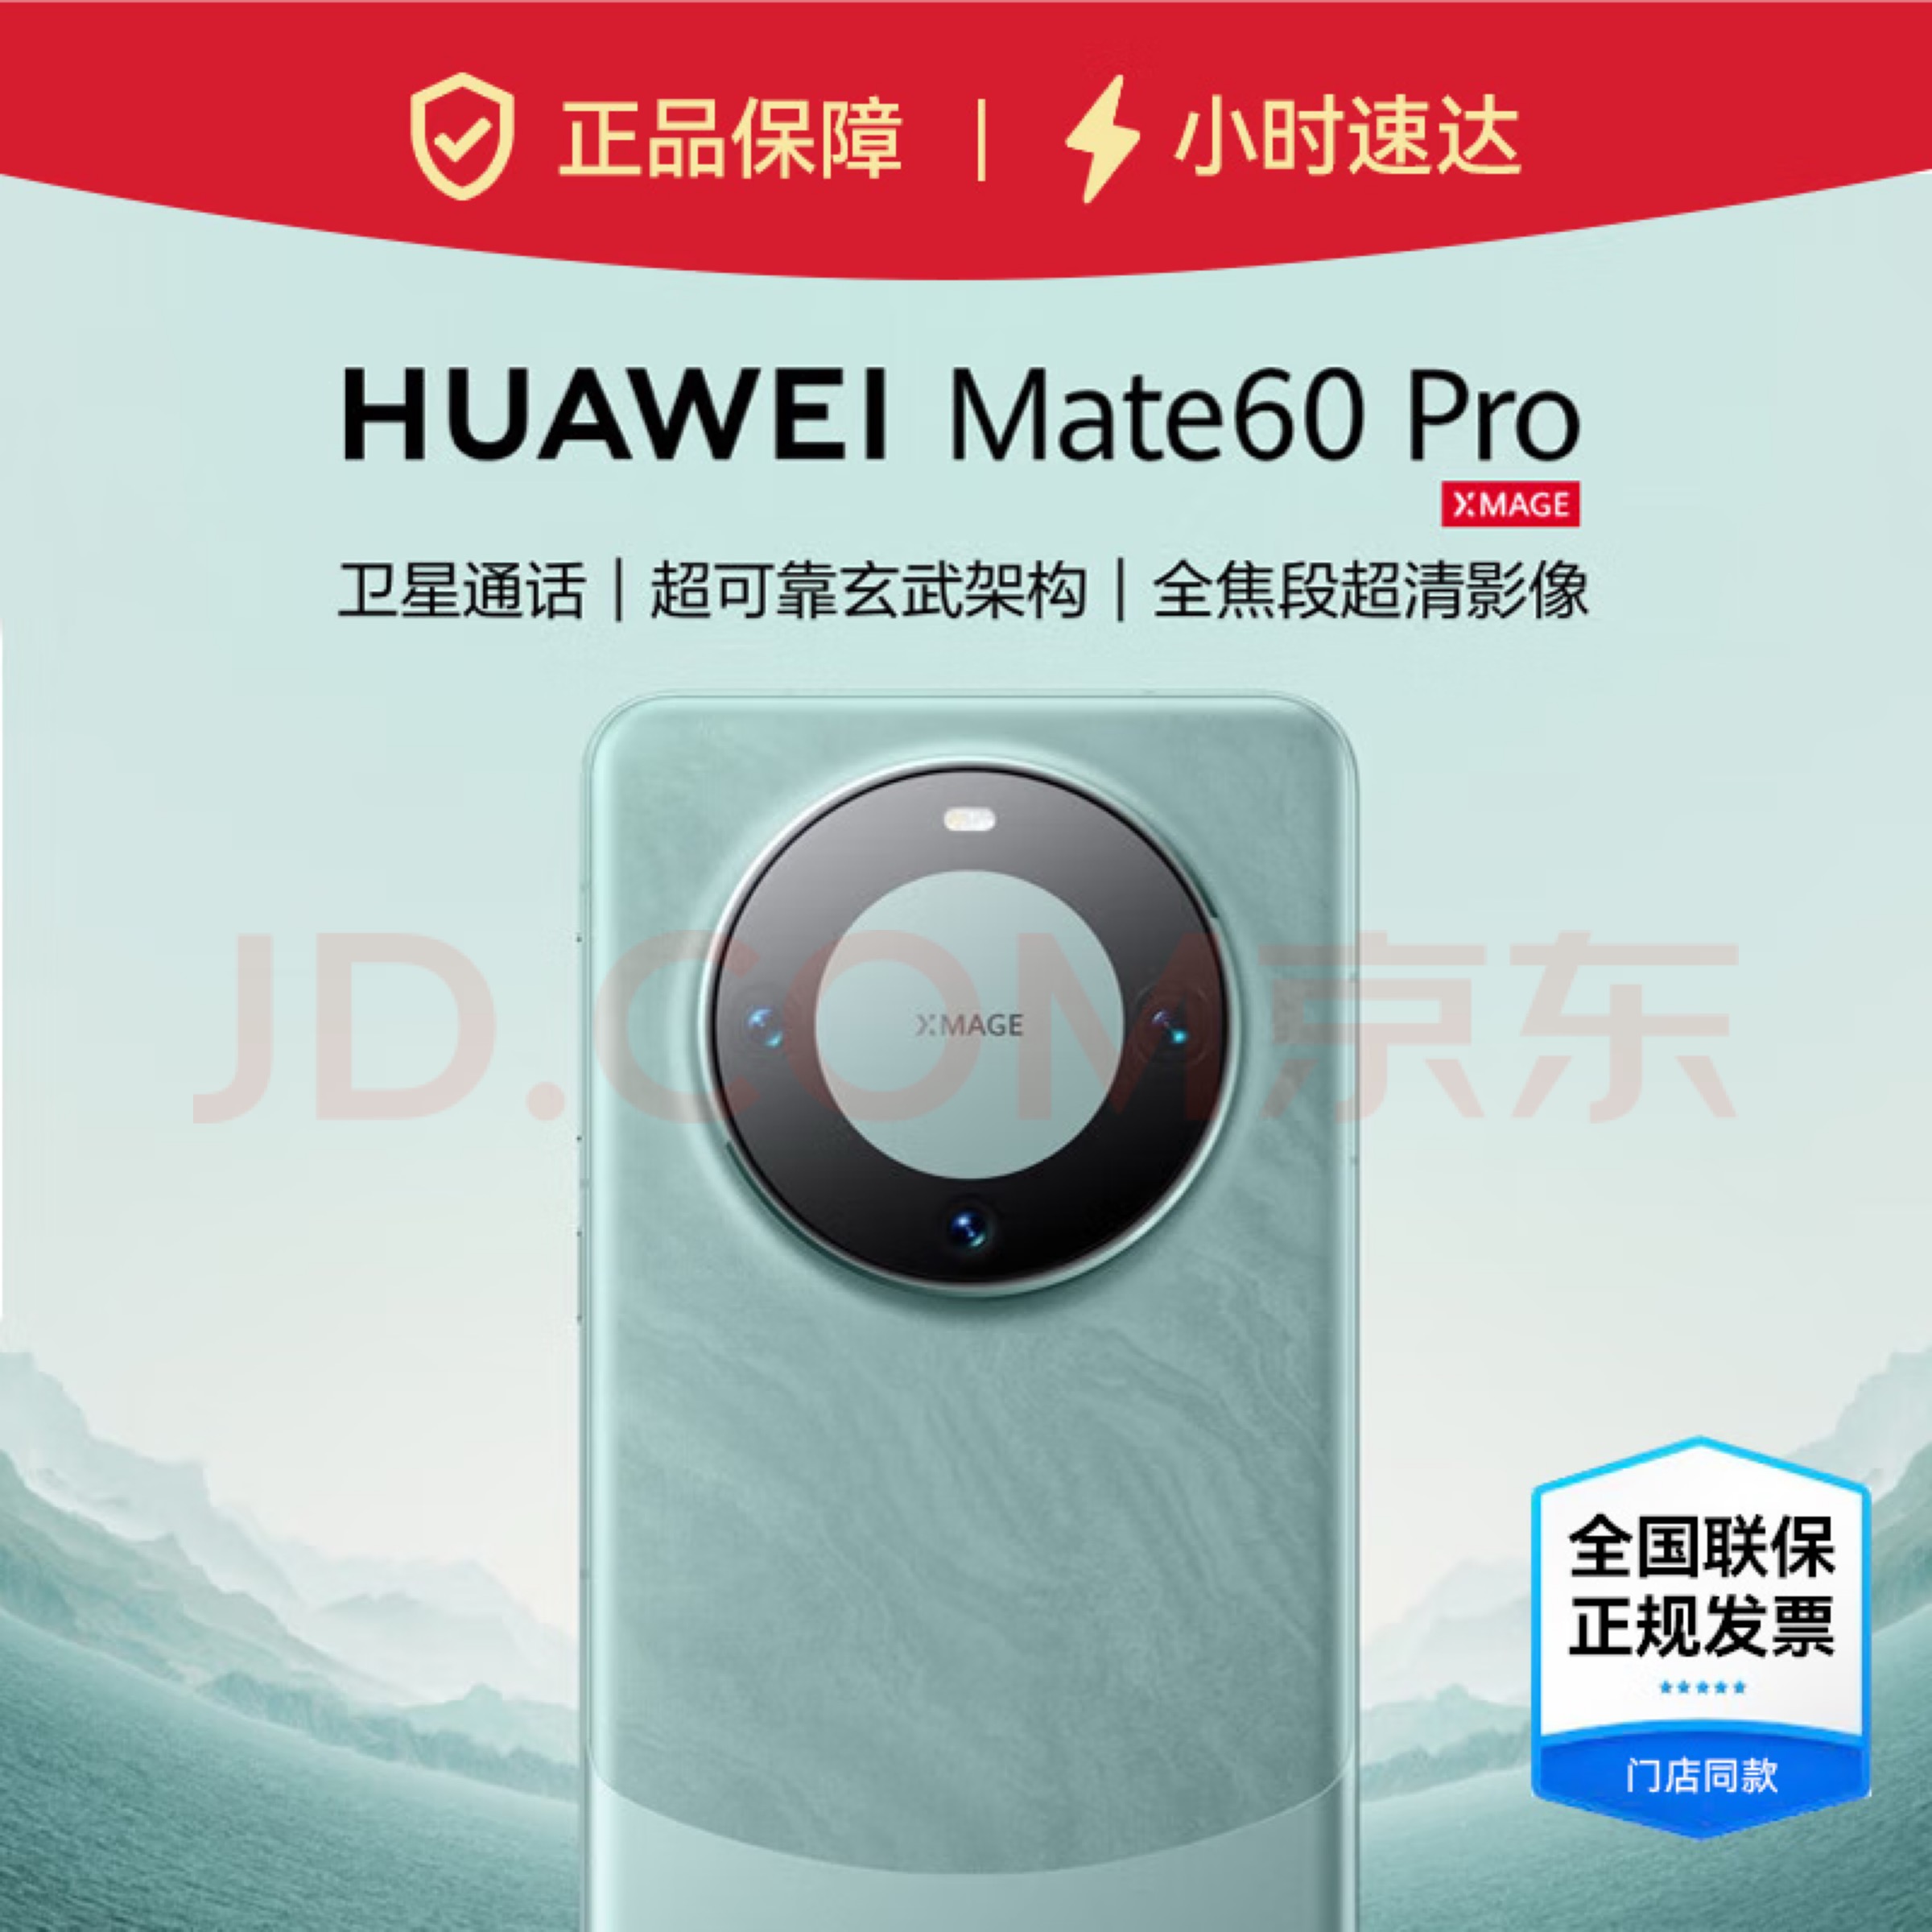 正品保障 | 小时速达
HUAWEI Mate60 Pro
XMAGE
卫星通话 | 超可靠玄武架构 | 全焦段超清影像
XMAGE
JD.COM京东
全国联保
正规发票
门店同款